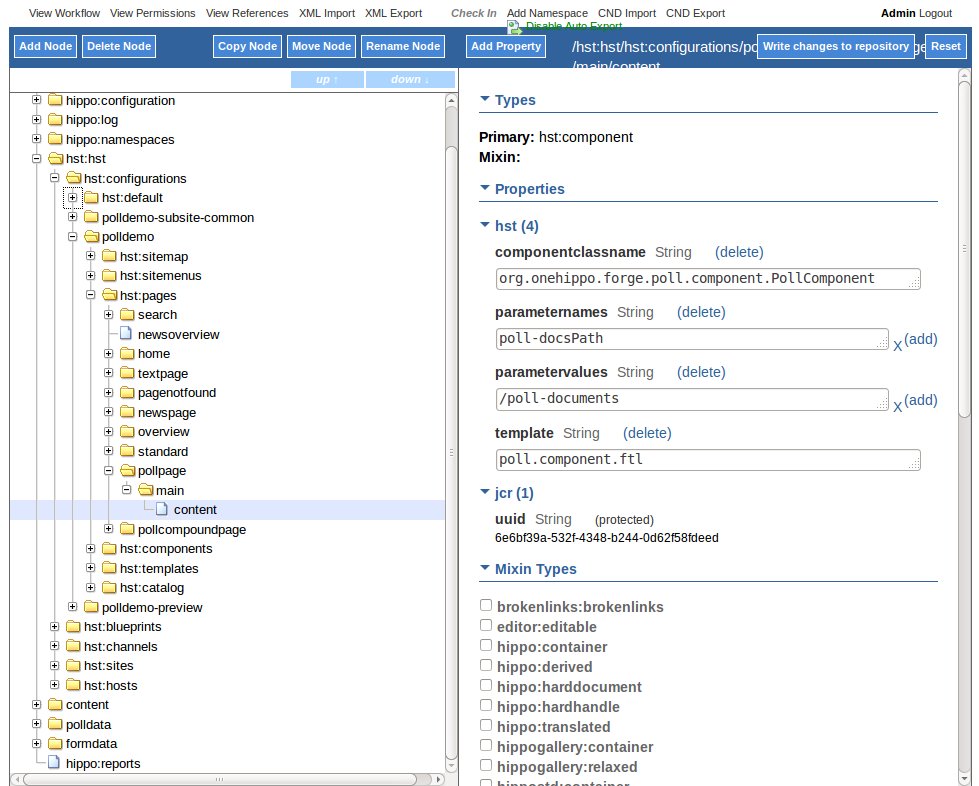 View Workflow View Permissions View References XML Import XML Export Check In Add Namespace CND Import CND Export Admin Logout
Disable Auto Export
Add Node Delete Node Copy Node Move Node Rename Node Add Property /hst:hst/hst:configurations/po Write changes to repository ge Reset
/main/content
up ↑ down ↓
hippo:configuration
hippo:log
hippo:namespaces
hst:hst
hst:configurations
hst:default
polldemo-subsite-common
polldemo
hst:sitemap
hst:sitemenus
hst:pages
search
newsoverview
home
textpage
pagenotfound
newspage
overview
standard
pollpage
main
content
pollcompoundpage
hst:components
hst:templates
hst:catalog
polldemo-preview
hst:blueprints
hst:channels
hst:sites
hst:hosts
content
polldata
formdata
hippo:reports
Types
Primary: hst:component
Mixin:
Properties
hst (4)
componentclassname String (delete)
org.onehippo.forge.poll.component.PollComponent
parameternames String (delete)
poll-docsPath X (add)
parametervalues String (delete)
/poll-documents X (add)
template String (delete)
poll.component.ftl
jcr (1)
uuid String (protected)
6e6bf39a-532f-4348-b244-0d62f58fdeed
Mixin Types
brokenlinks:brokenlinks
editor:editable
hippo:container
hippo:derived
hippo:harddocument
hippo:hardhandle
hippo:translated
hippogallery:container
hippogallery:relaxed
hippostd:container